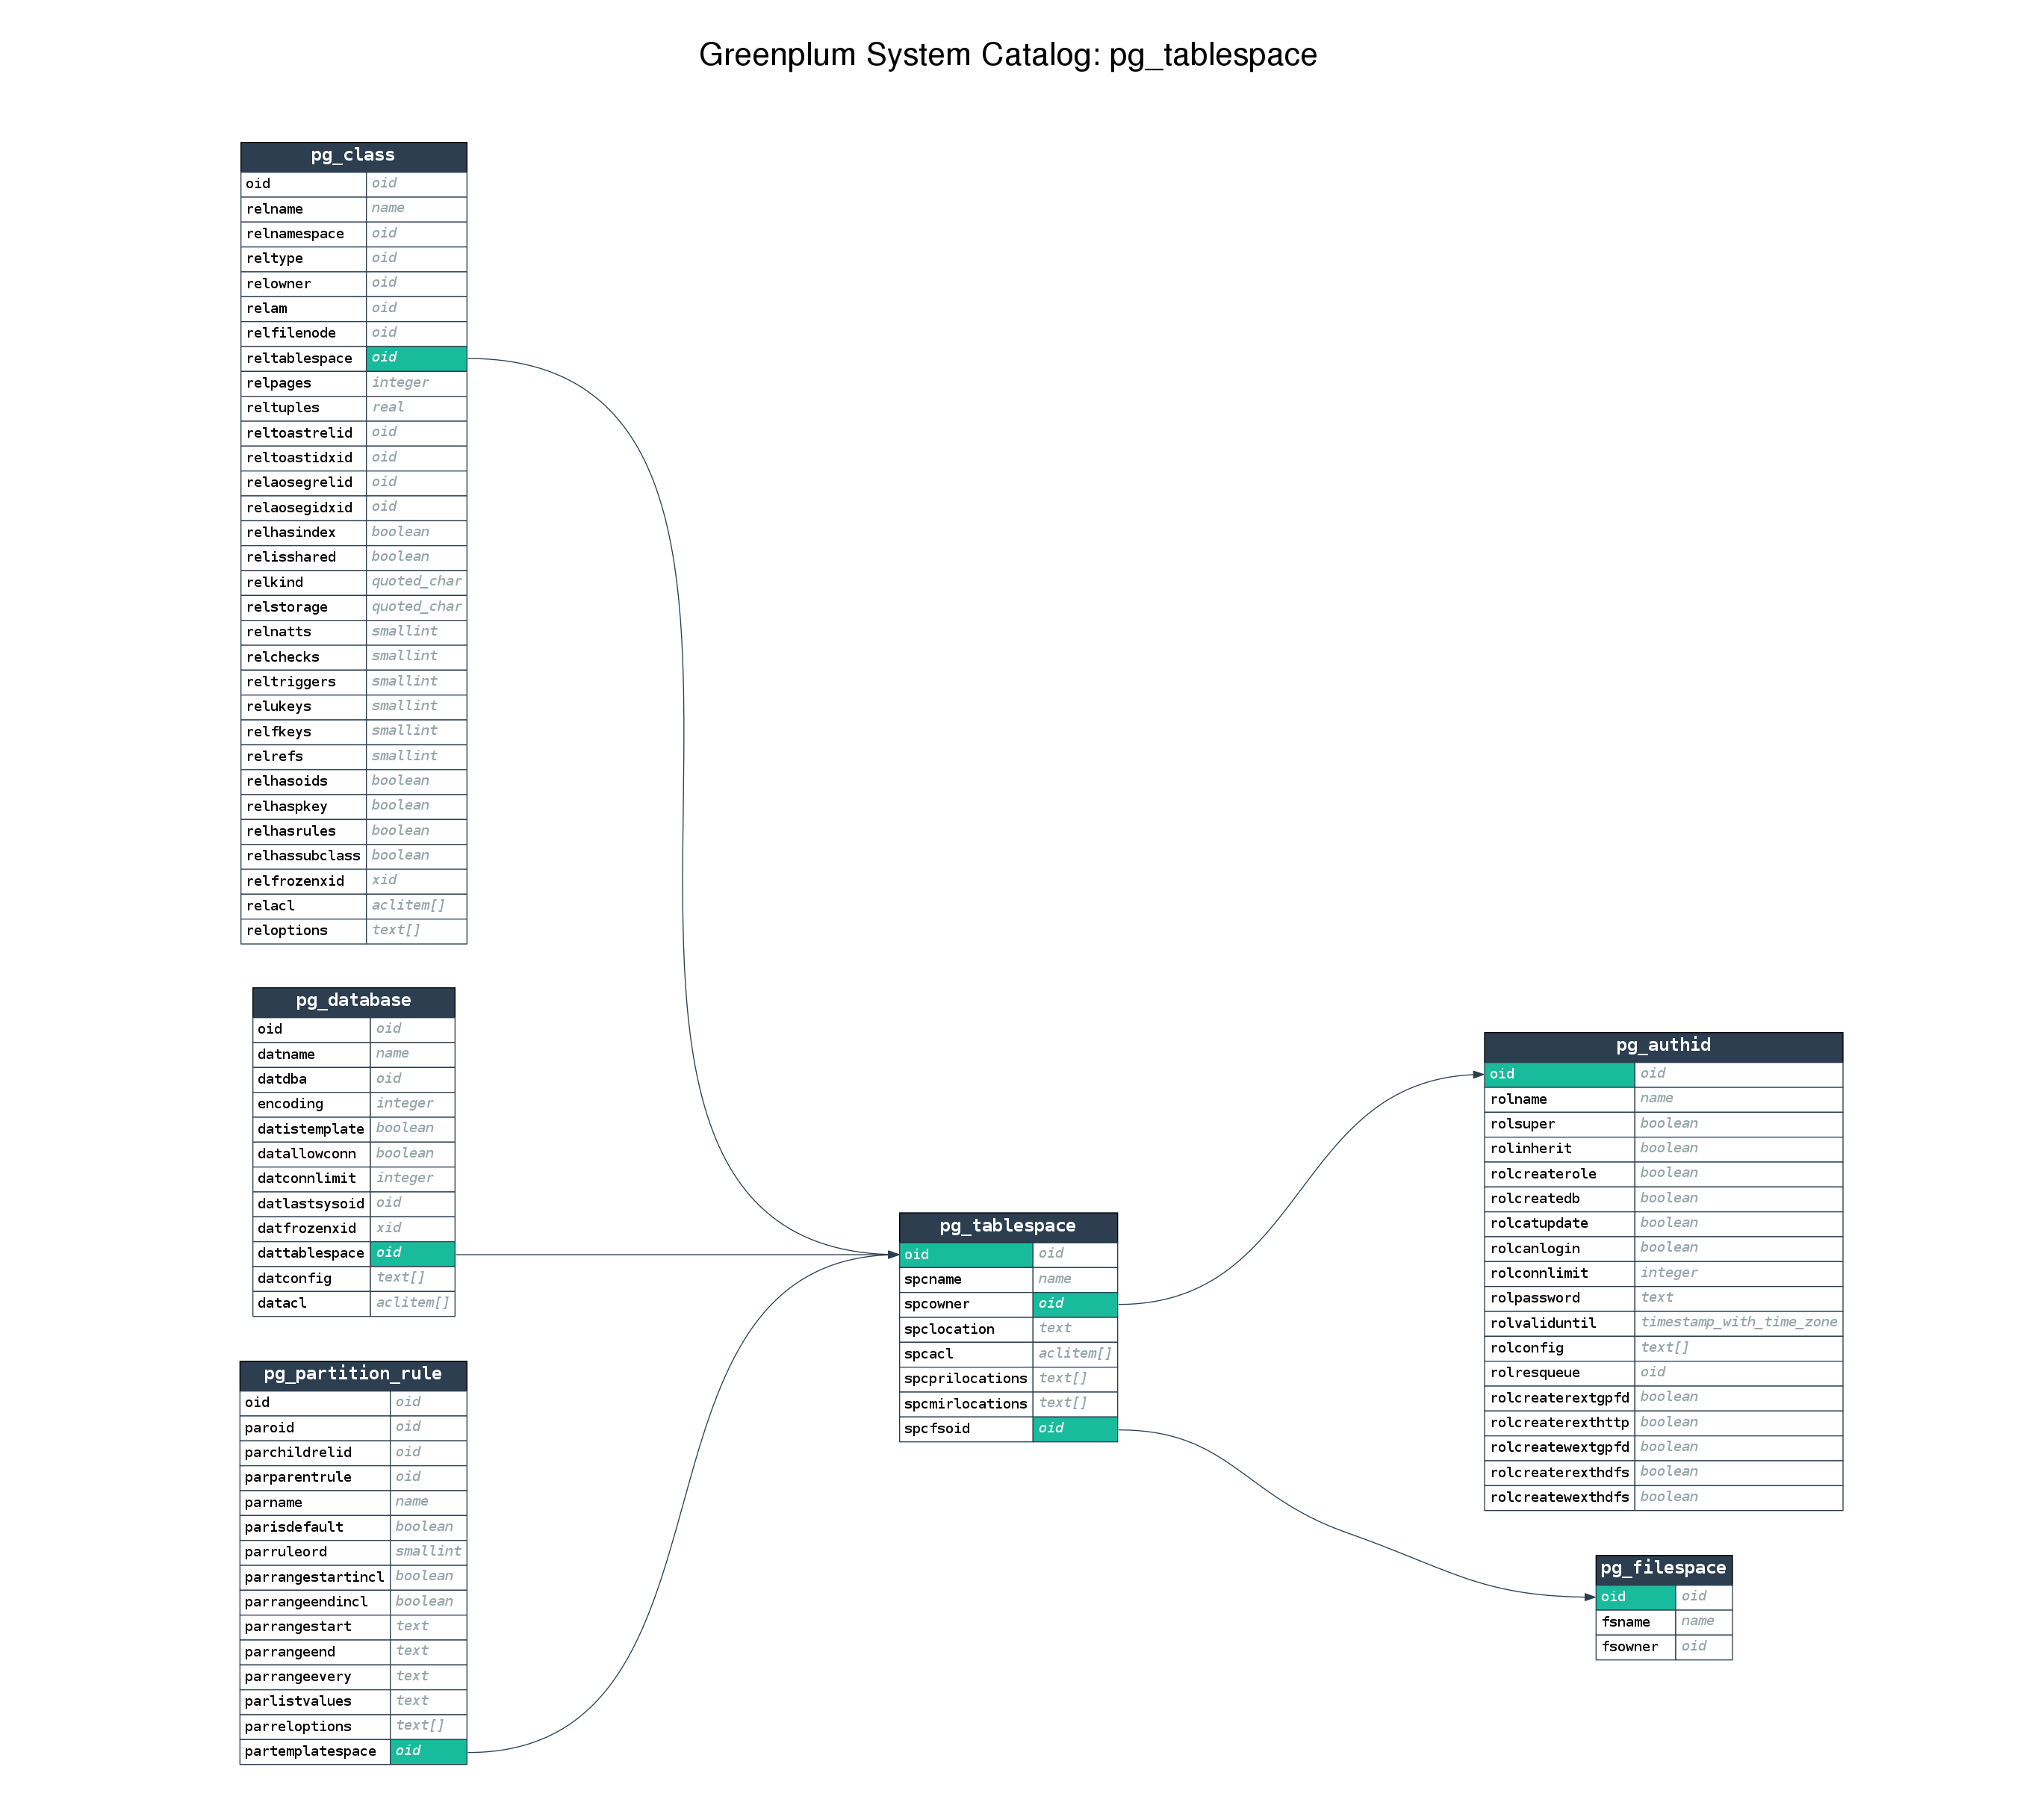 Greenplum System Catalog: pg_tablespace
pg_class
oid oid
relname name
relnamespace oid
reltype oid
relowner oid
relam oid
relfilenode oid
reltablespace oid
relpages integer
reltuples real
reltoastrelid oid
reltoastidxid oid
relaosegrelid oid
relaosegidxid oid
relhasindex boolean
relisshared boolean
relkind quoted_char
relstorage quoted_char
relnatts smallint
relchecks smallint
reltriggers smallint
relukeys smallint
relfkeys smallint
relrefs smallint
relhasoids boolean
relhaspkey boolean
relhasrules boolean
relhassubclass boolean
relfrozenxid xid
relacl aclitem[]
reloptions text[]
pg_database
oid oid
datname name
datdba oid
encoding integer
datistemplate boolean
datallowconn boolean
datconnlimit integer
datlastsysoid oid
datfrozenxid xid
dattablespace oid
datconfig text[]
datacl aclitem[]
pg_partition_rule
oid oid
paroid oid
parchildrelid oid
parparentrule oid
parname name
parisdefault boolean
parruleord smallint
parrangestartincl boolean
parrangeendincl boolean
parrangestart text
parrangeend text
parrangeevery text
parlistvalues text
parreloptions text[]
partemplatespace oid
pg_tablespace
oid oid
spcname name
spcowner oid
spclocation text
spcacl aclitem[]
spcprilocations text[]
spcmirlocations text[]
spcfsoid oid
pg_authid
oid oid
rolname name
rolsuper boolean
rolinherit boolean
rolcreaterole boolean
rolcreatedb boolean
rolcatupdate boolean
rolcanlogin boolean
rolconnlimit integer
rolpassword text
rolvaliduntil timestamp_with_time_zone
rolconfig text[]
rolresqueue oid
rolcreaterextgpfd boolean
rolcreaterexthttp boolean
rolcreatewextgpfd boolean
rolcreaterexthdfs boolean
rolcreatewexthdfs boolean
pg_filespace
oid oid
fsname name
fsowner oid